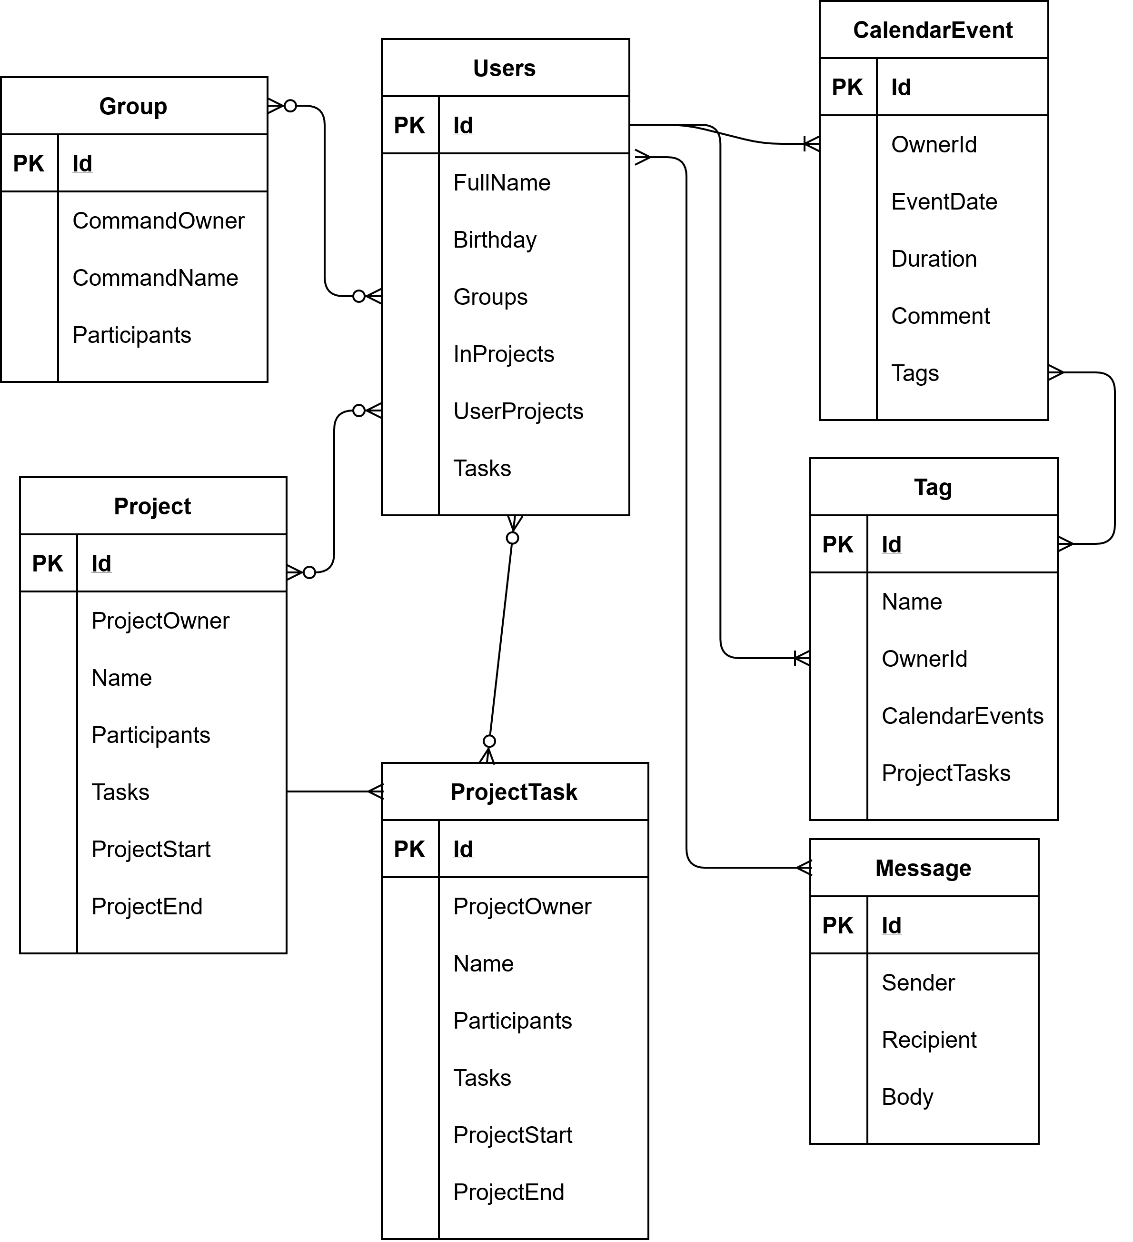 Group
PK Id
CommandOwner
CommandName
Participants
Users
PK Id
FullName
Birthday
Groups
InProjects
UserProjects
Tasks
CalendarEvent
PK Id
OwnerId
EventDate
Duration
Comment
Tags
Project
PK Id
ProjectOwner
Name
Participants
Tasks
ProjectStart
ProjectEnd
Tag
PK Id
Name
OwnerId
CalendarEvents
ProjectTasks
ProjectTask
PK Id
ProjectOwner
Name
Participants
Tasks
ProjectStart
ProjectEnd
Message
PK Id
Sender
Recipient
Body